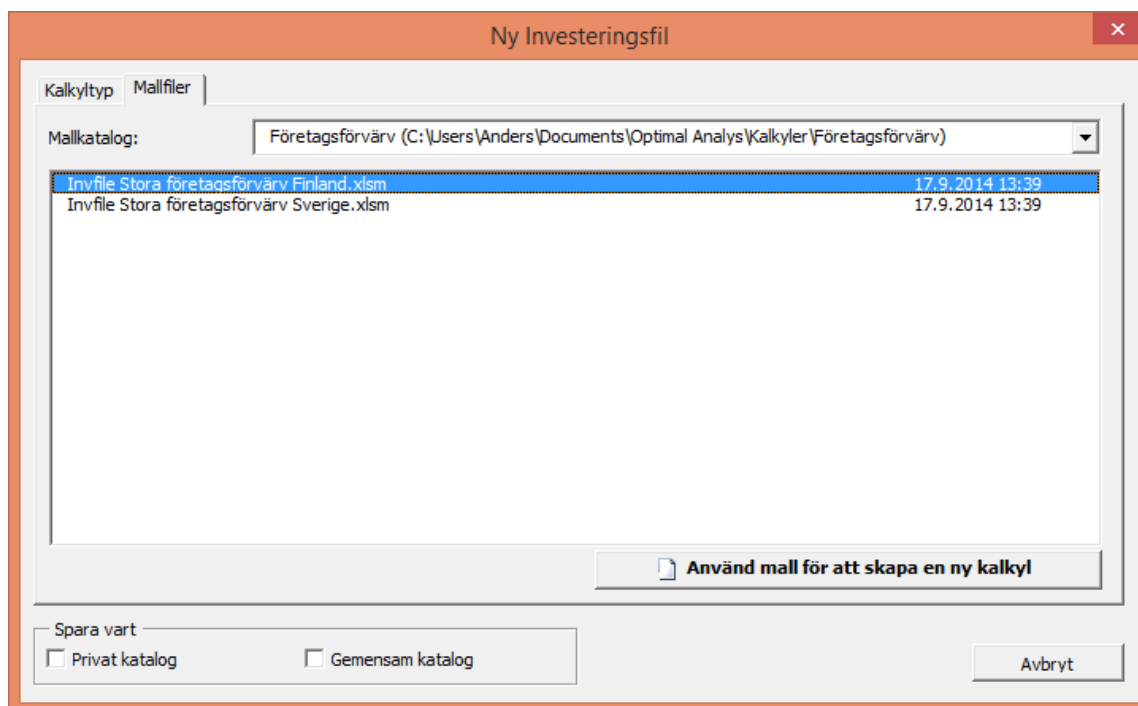 Ny Investeringsfil
Kalkyltyp Mallfiler
Mallkatalog: Företagsförvärv (C:\Users\Anders\Documents\Optimal Analys\Kalkyler\Företagsförvärv)
Invfile Stora företagsförvärv Finland.xlsm 17.9.2014 13:39
Invfile Stora företagsförvärv Sverige.xlsm 17.9.2014 13:39
Använd mall för att skapa en ny kalkyl
Spara vart
Privat katalog Gemensam katalog
Avbryt